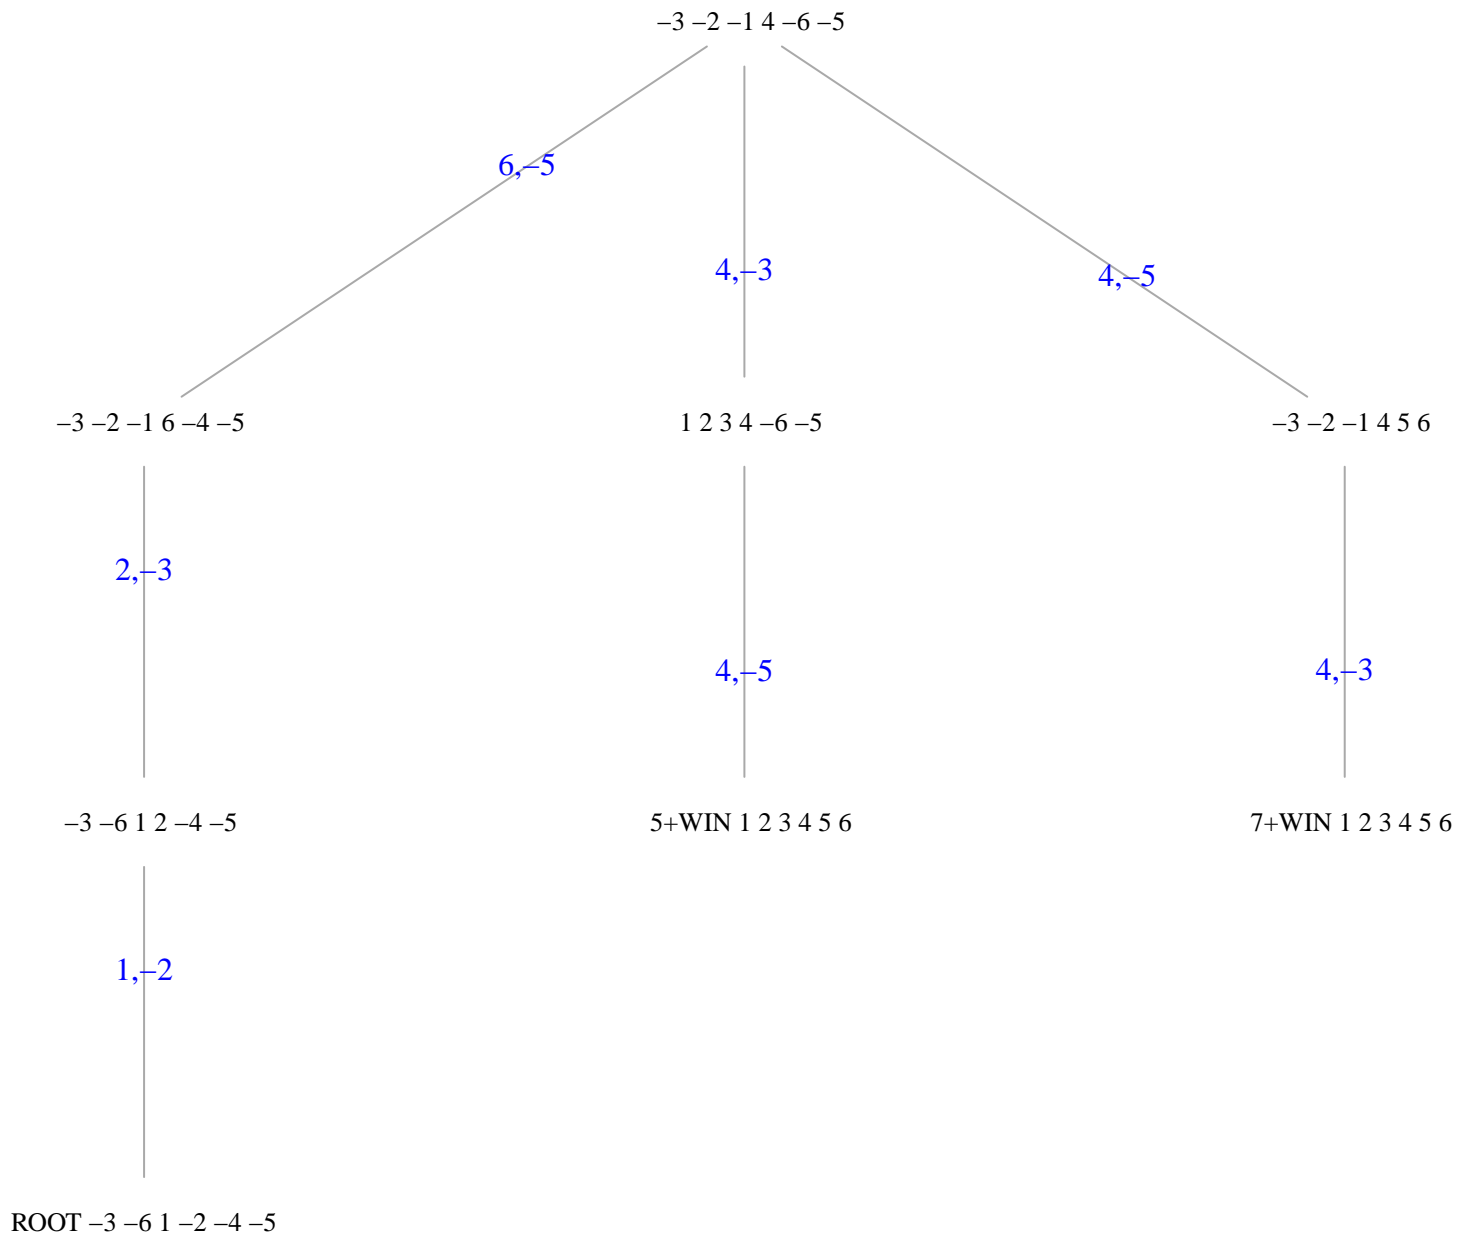 –3 –2 –1 4 –6 –5
6,–5
4,–3
4,–5
–3 –2 –1 6 –4 –5
1 2 3 4 –6 –5
–3 –2 –1 4 5 6
2,–3
4,–5
4,–3
–3 –6 1 2 –4 –5
5+WIN 1 2 3 4 5 6
7+WIN 1 2 3 4 5 6
1,–2
ROOT –3 –6 1 –2 –4 –5